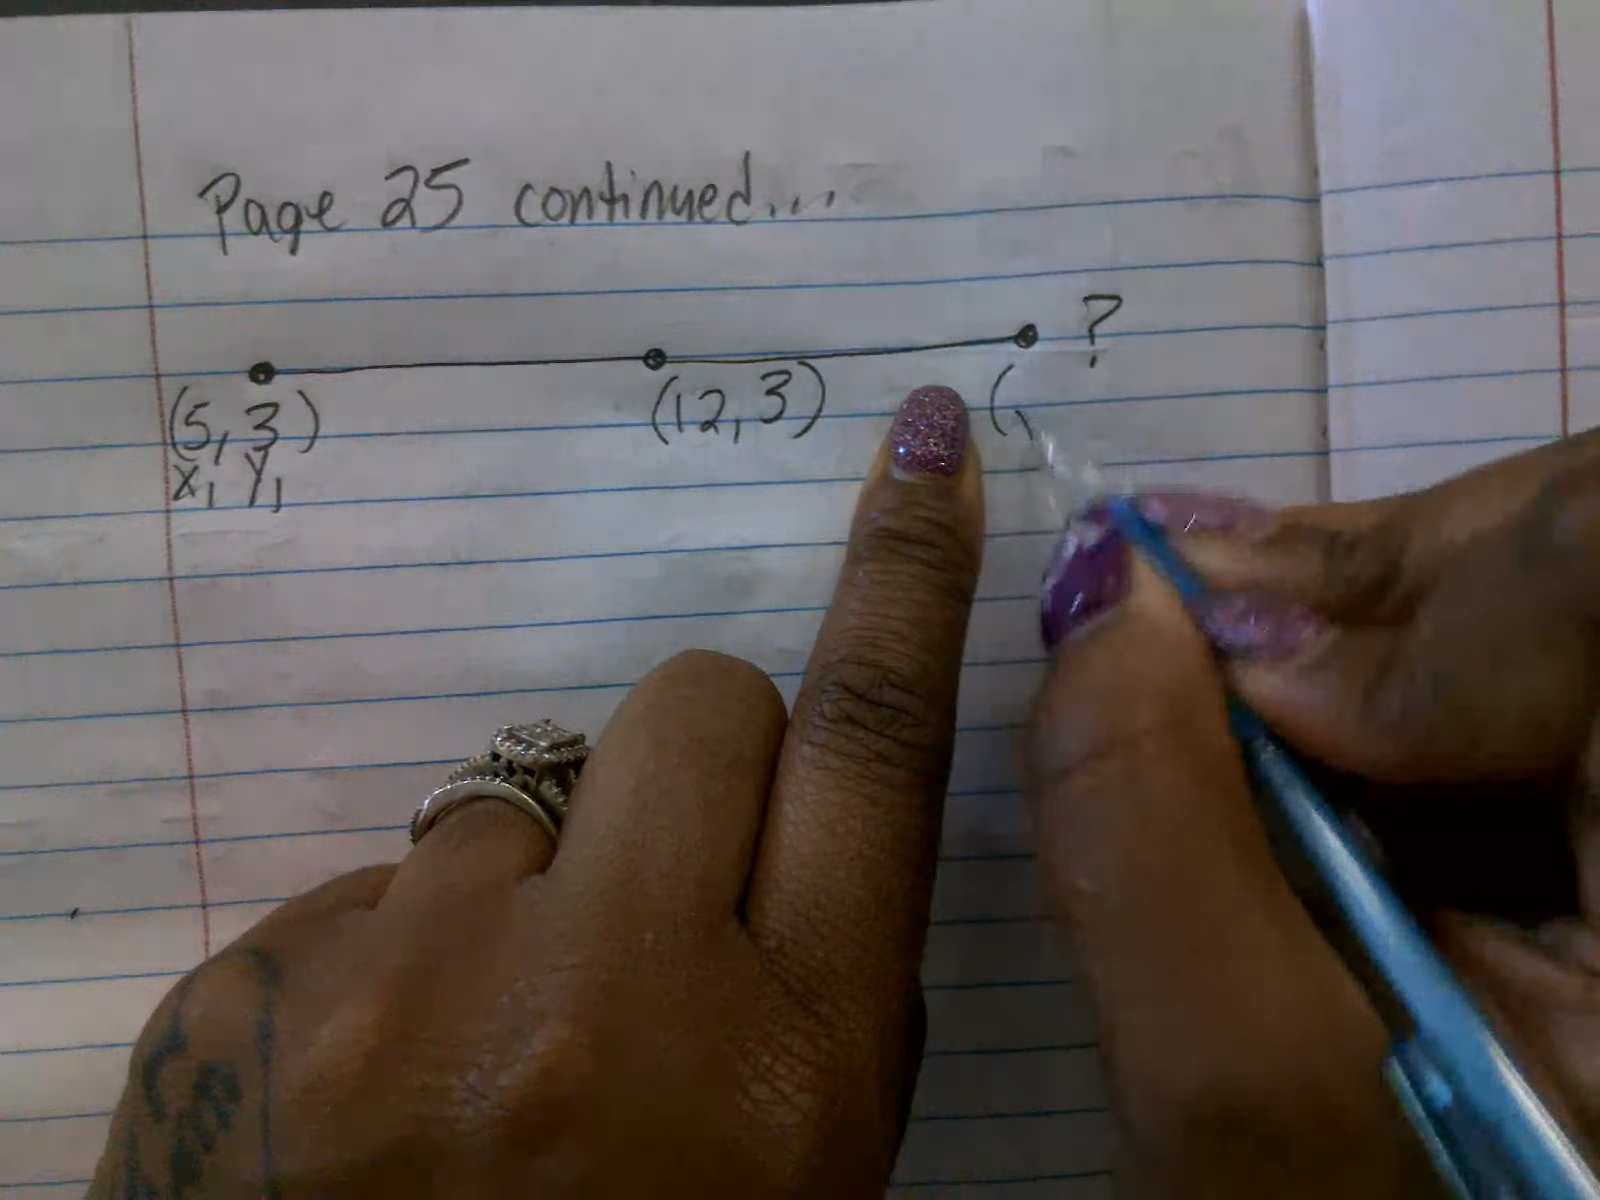 Page 25 continued...
?
(5, 3) (12, 3) (
x₁ y₁